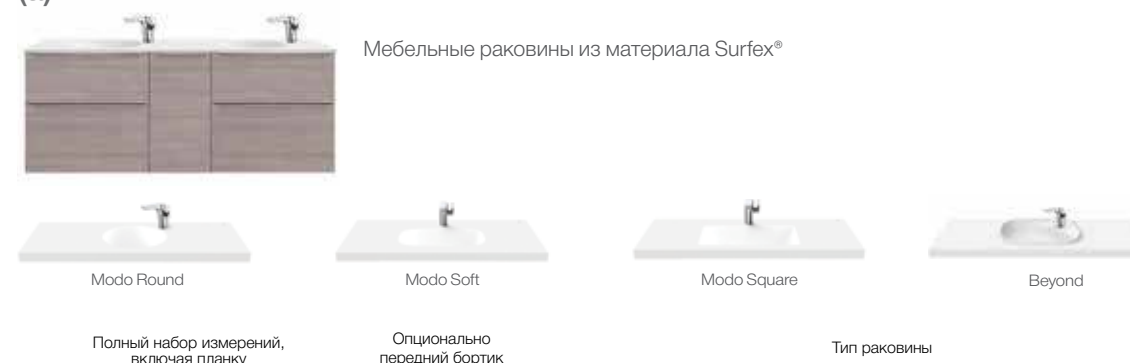 Мебельные раковины из материала Surfex®
Modo Round
Modo Soft
Modo Square
Beyond
Полный набор измерений,
включая планку
Опционально
передний бортик
Тип раковины